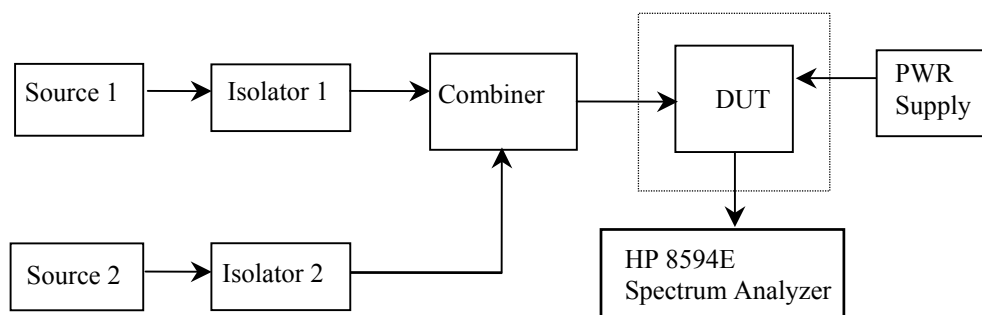 Source 1
Isolator 1
Combiner
DUT
PWR
Supply
Source 2
Isolator 2
HP 8594E
Spectrum Analyzer